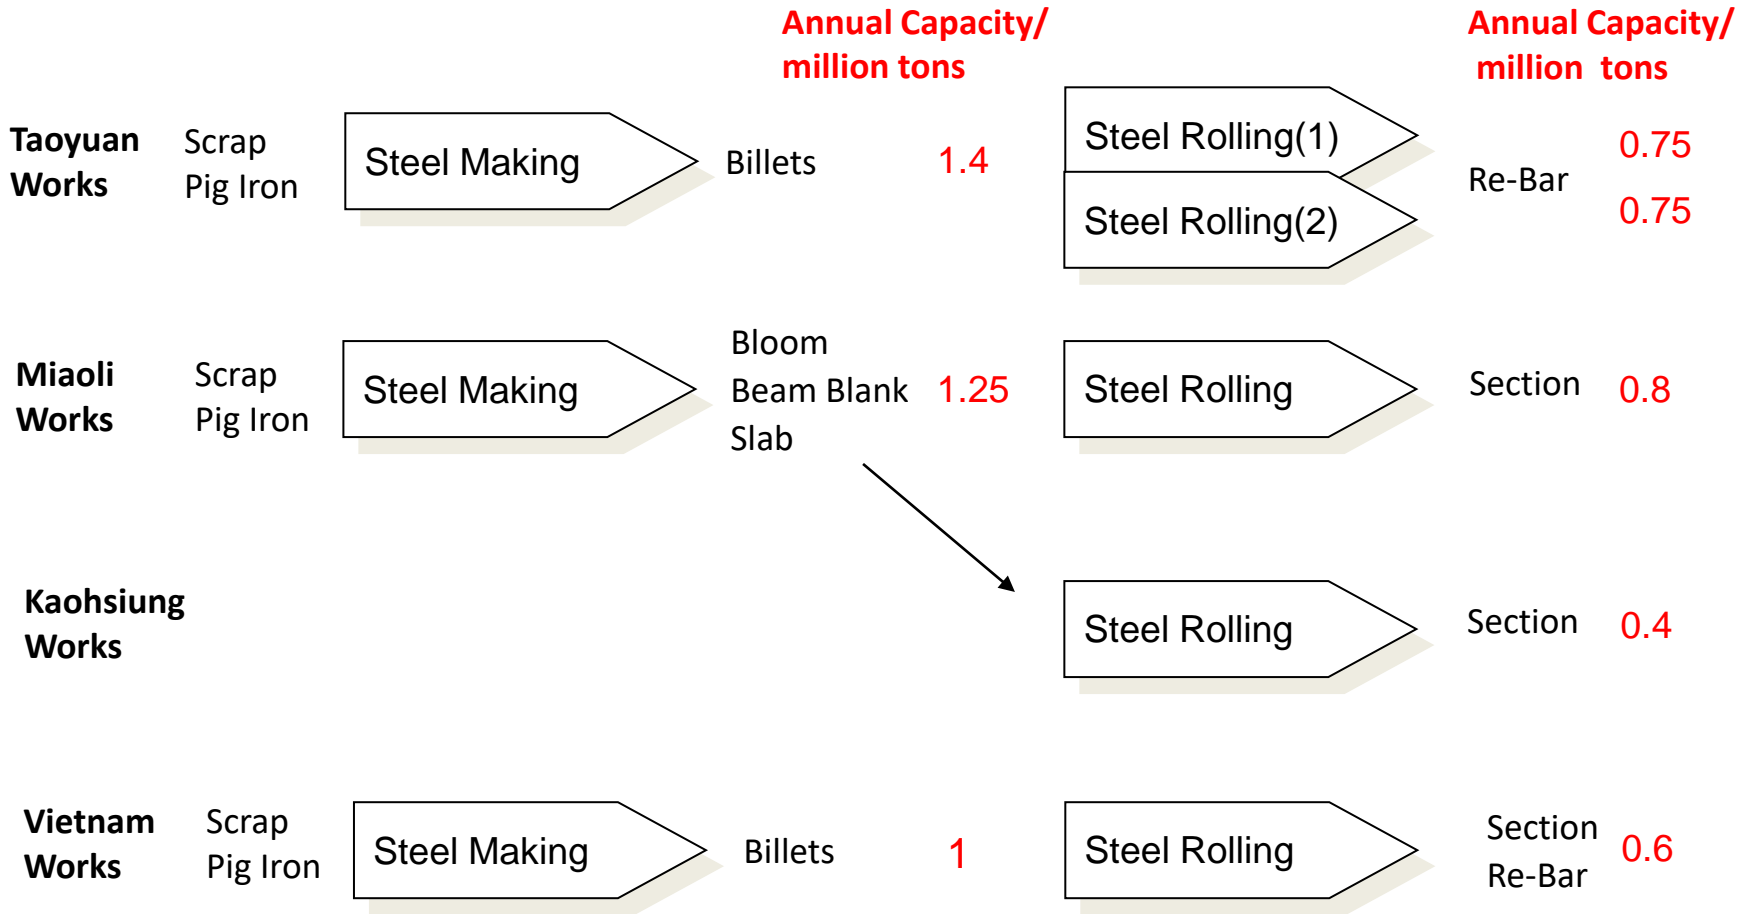 Annual Capacity/
million tons
Annual Capacity/
million tons
Taoyuan
Works
Scrap
Pig Iron
Steel Making
Billets
1.4
Steel Rolling(1)
Steel Rolling(2)
Re-Bar
0.75
0.75
Miaoli
Works
Scrap
Pig Iron
Steel Making
Bloom
Beam Blank
Slab
1.25
Steel Rolling
Section
0.8
Kaohsiung
Works
Steel Rolling
Section
0.4
Vietnam
Works
Scrap
Pig Iron
Steel Making
Billets
1
Steel Rolling
Section
Re-Bar
0.6